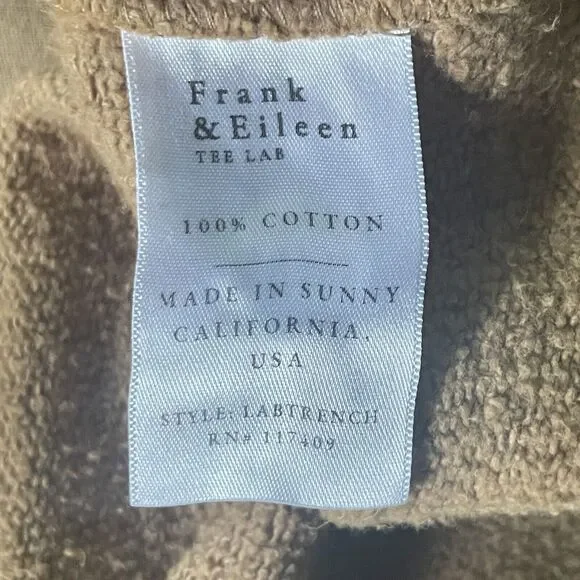 Frank
& Eileen
TEE LAB
100% COTTON
MADE IN SUNNY
CALIFORNIA,
USA
STYLE: LABTRENCH
RN# 117409